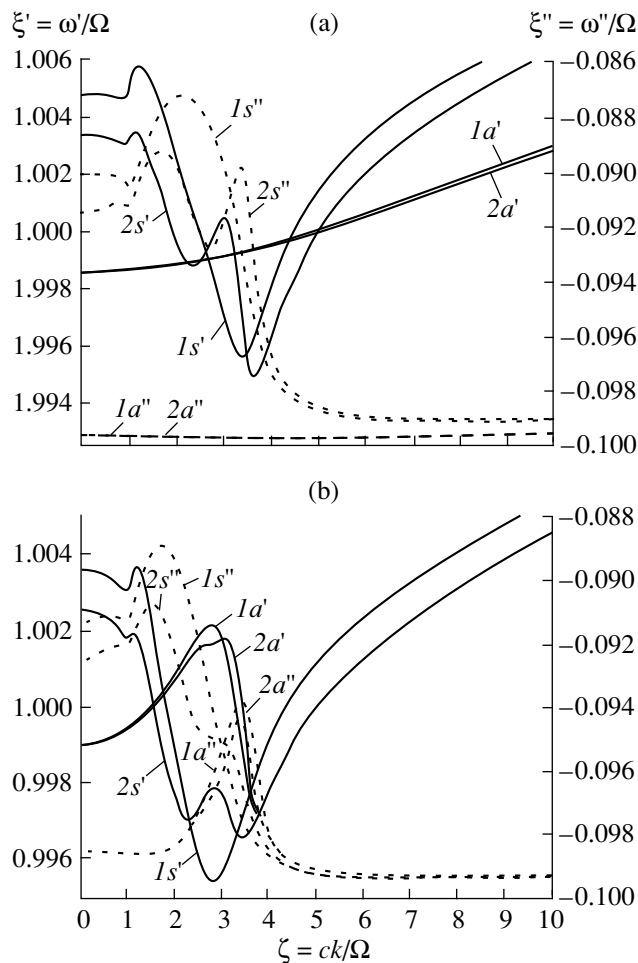 ξ′ = ω′/Ω (a) ξ″ = ω″/Ω
1.006 −0.086
1s″
1.004 −0.088
1a′
2s″
1.002 −0.090
2s′ 2a′
1.000 −0.092
1.998 −0.094
1s′
1.996 −0.096
1.994 −0.098
1a″ 2a″
−0.100
(b)
−0.088
1.004
2s″ 1s″ −0.090
1a′
1.002 2a′ −0.092
2a″
1.000 −0.094
1a″
0.998 −0.096
2s′
−0.098
0.996 1s′
−0.100
0 1 2 3 4 5 6 7 8 9 10
ζ = ck/Ω